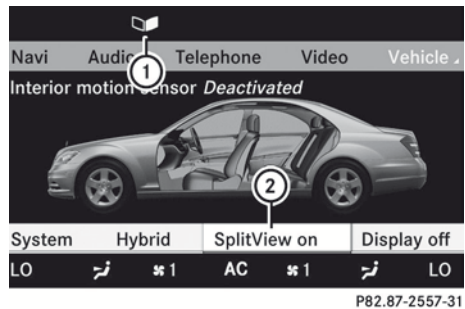 Navi Audio Telephone Video Vehicle
1
Interior motion sensor Deactivated
2
System Hybrid SplitView on Display off
LO 1 AC 1 LO
P82.87-2557-31